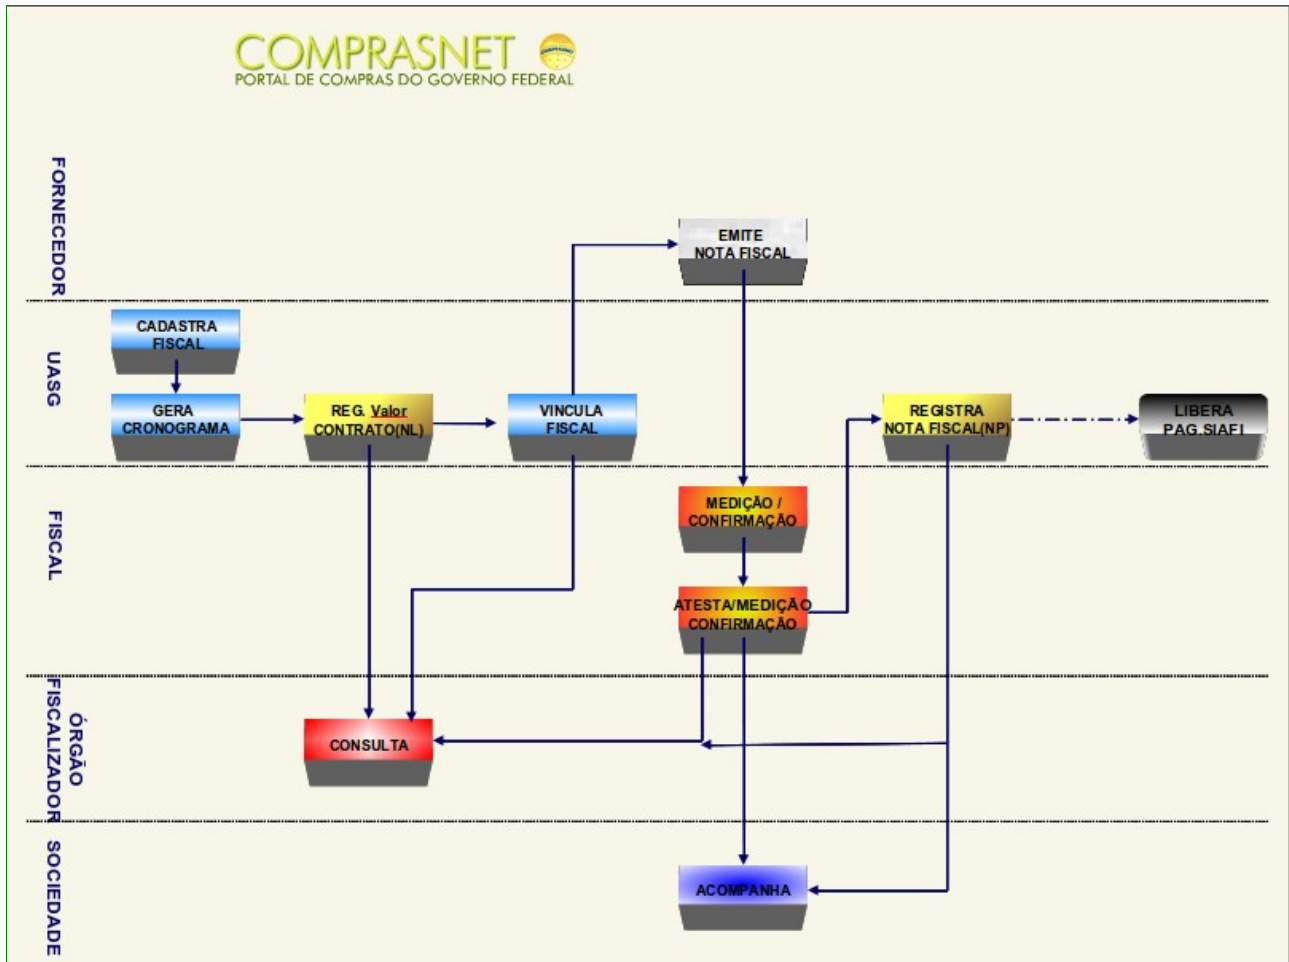 COMPRASNET
PORTAL DE COMPRAS DO GOVERNO FEDERAL
FORNECEDOR
EMITE
NOTA FISCAL
UASG
CADASTRA
FISCAL
GERA
CRONOGRAMA
REG. Valor
CONTRATO(NL)
VINCULA
FISCAL
REGISTRA
NOTA FISCAL(NP)
LIBERA
PAG.SIAFI
FISCAL
MEDIÇÃO /
CONFIRMAÇÃO
ATESTA/MEDIÇÃO
CONFIRMAÇÃO
ÓRGÃO
FISCALIZADOR
CONSULTA
SOCIEDADE
ACOMPANHA